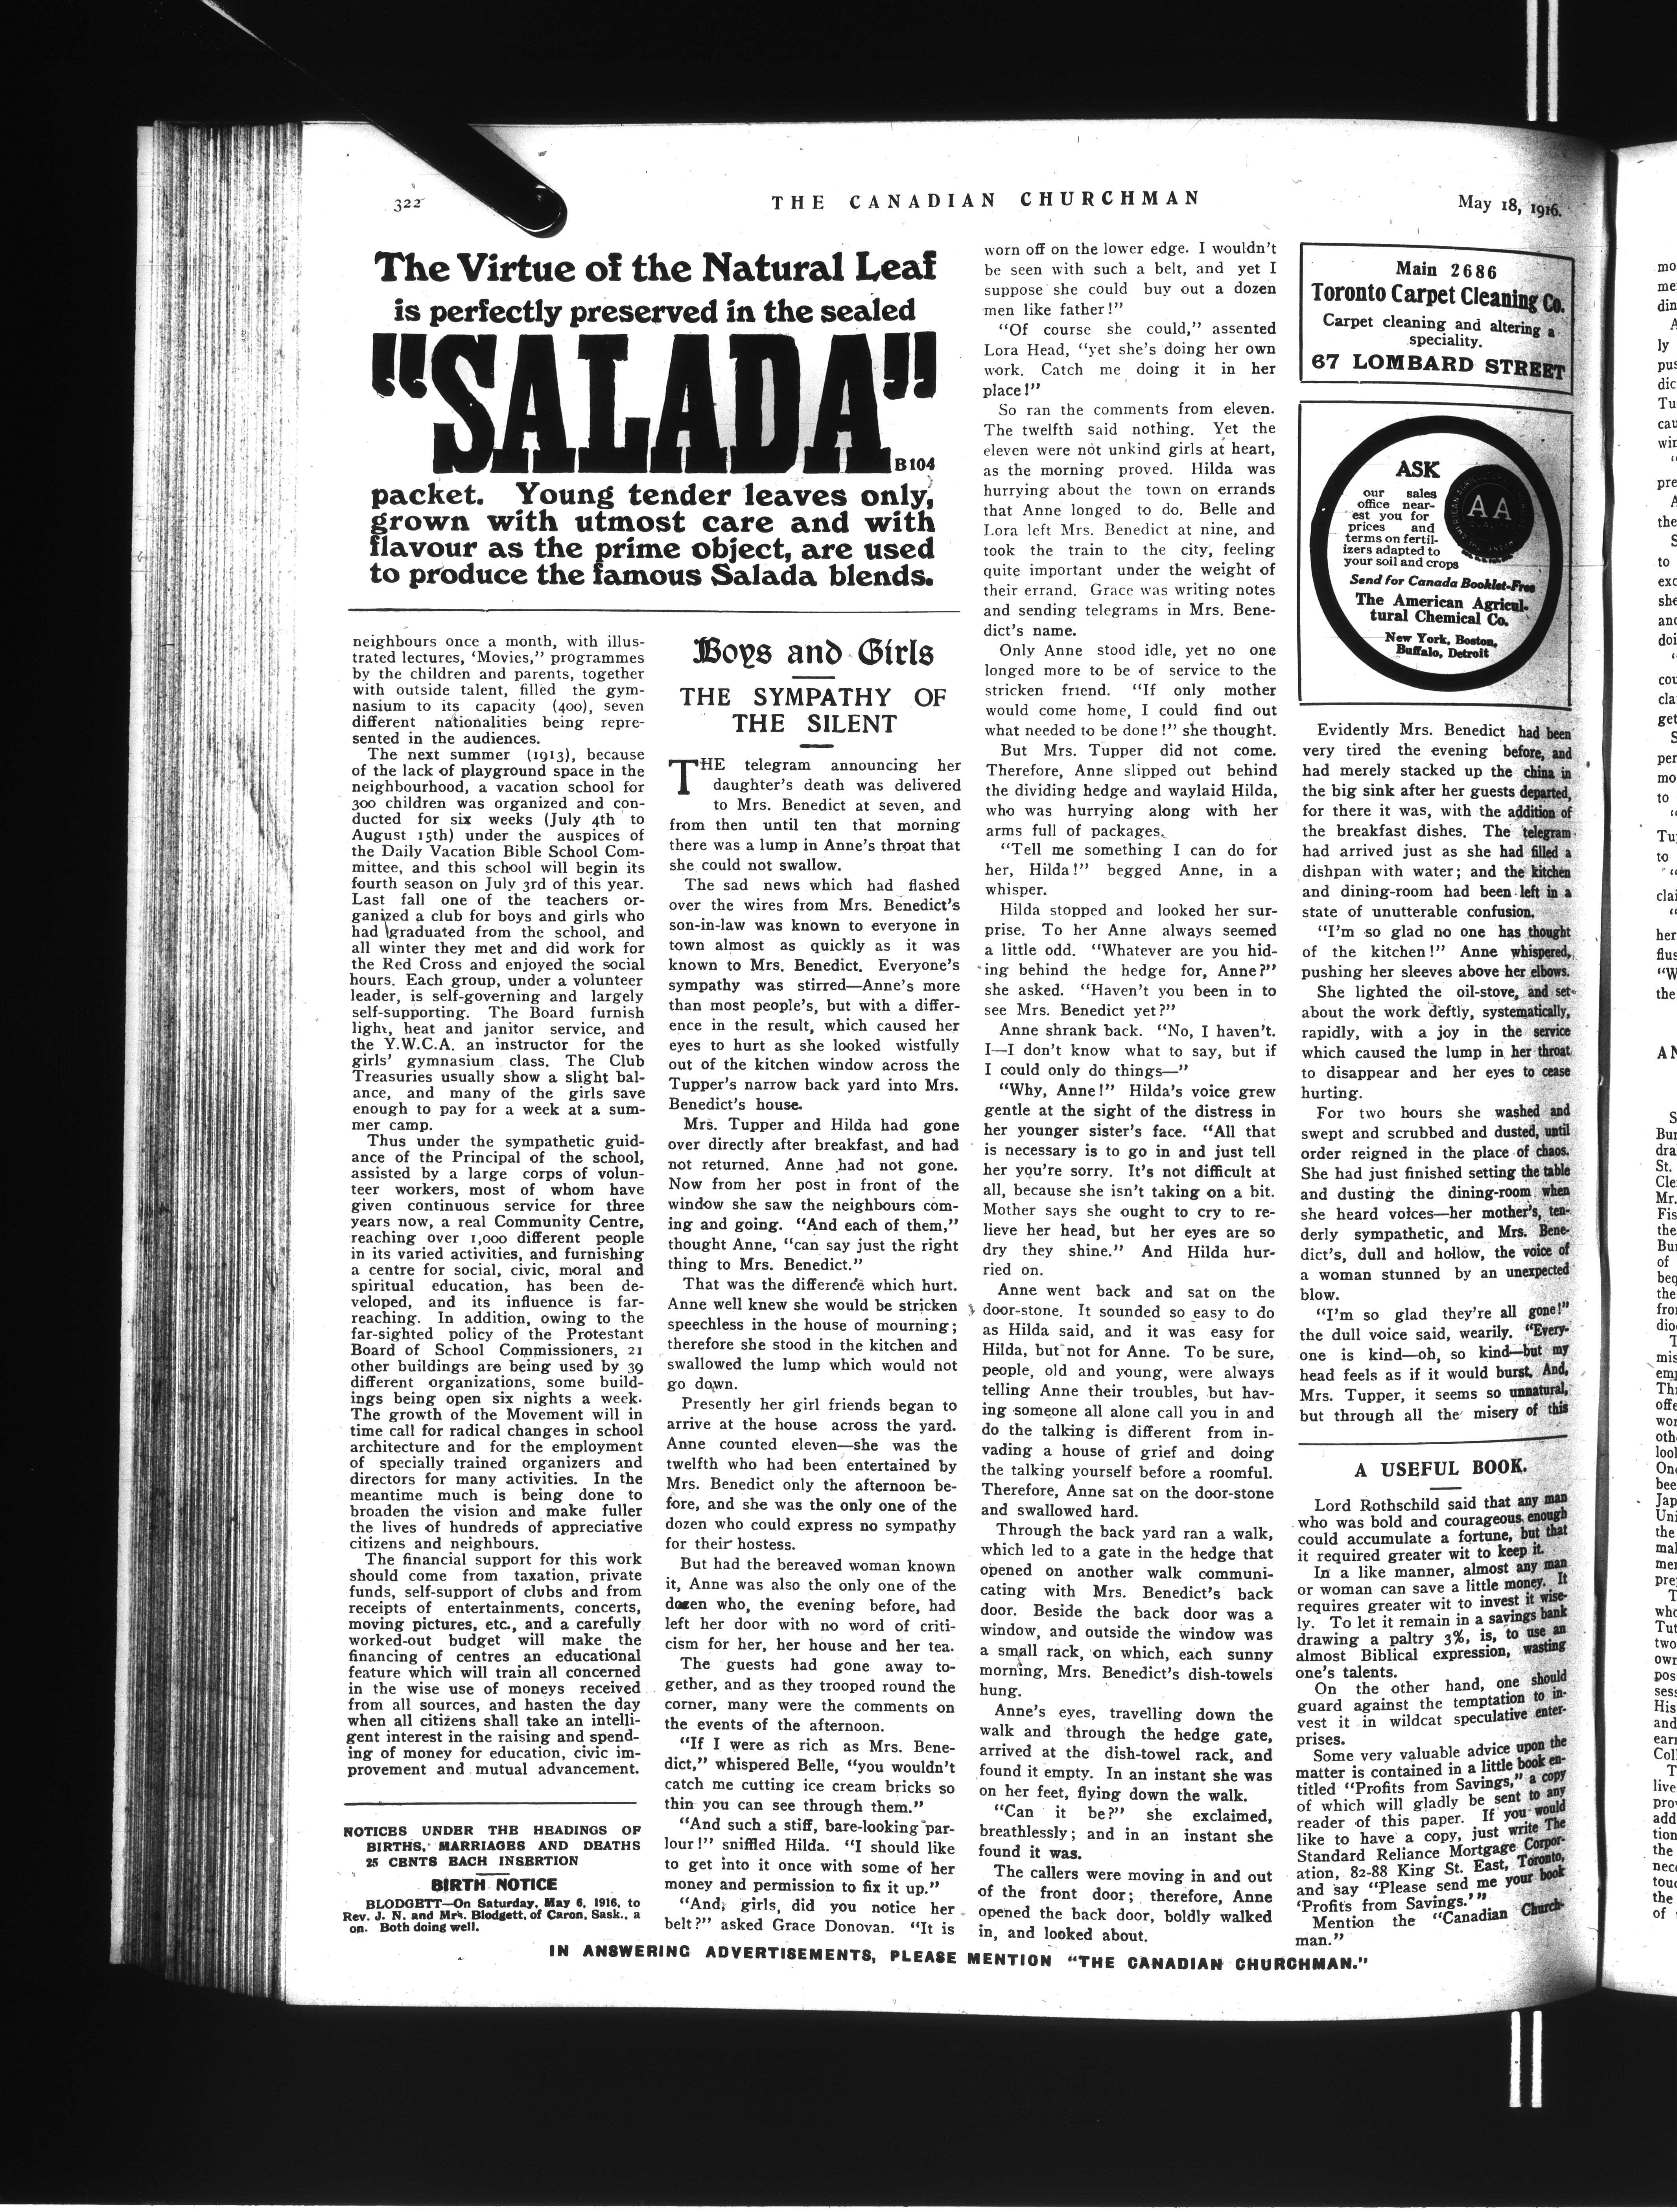 322
THE CANADIAN CHURCHMAN
May 18, 1916.
The Virtue of the Natural Leaf
is perfectly preserved in the sealed
"SALADA"
B 104
packet. Young tender leaves only,
grown with utmost care and with
flavour as the prime object, are used
to produce the famous Salada blends.
neighbours once a month, with illus-
trated lectures, 'Movies," programmes
by the children and parents, together
with outside talent, filled the gym-
nasium to its capacity (400), seven
different nationalities being repre-
sented in the audiences.
The next summer (1913), because
of the lack of playground space in the
neighbourhood, a vacation school for
300 children was organized and con-
ducted for six weeks (July 4th to
August 15th) under the auspices of
the Daily Vacation Bible School Com-
mittee, and this school will begin its
fourth season on July 3rd of this year.
Last fall one of the teachers or-
ganized a club for boys and girls who
had graduated from the school, and
all winter they met and did work for
the Red Cross and enjoyed the social
hours. Each group, under a volunteer
leader, is self-governing and largely
self-supporting. The Board furnish
light, heat and janitor service, and
the Y.W.C.A. an instructor for the
girls' gymnasium class. The Club
Treasuries usually show a slight bal-
ance, and many of the girls save
enough to pay for a week at a sum-
mer camp.
Thus under the sympathetic guid-
ance of the Principal of the school,
assisted by a large corps of volun-
teer workers, most of whom have
given continuous service for three
years now, a real Community Centre,
reaching over 1,000 different people
in its varied activities, and furnishing
a centre for social, civic, moral and
spiritual education, has been de-
veloped, and its influence is far-
reaching. In addition, owing to the
far-sighted policy of the Protestant
Board of School Commissioners, 21
other buildings are being used by 39
different organizations, some build-
ings being open six nights a week.
The growth of the Movement will in
time call for radical changes in school
architecture and for the employment
of specially trained organizers and
directors for many activities. In the
meantime much is being done to
broaden the vision and make fuller
the lives of hundreds of appreciative
citizens and neighbours.
The financial support for this work
should come from taxation, private
funds, self-support of clubs and from
receipts of entertainments, concerts,
moving pictures, etc., and a carefully
worked-out budget will make the
financing of centres an educational
feature which will train all concerned
in the wise use of moneys received
from all sources, and hasten the day
when all citizens shall take an intelli-
gent interest in the raising and spend-
ing of money for education, civic im-
provement and mutual advancement.
NOTICES UNDER THE HEADINGS OF
BIRTHS, MARRIAGES AND DEATHS
25 CENTS EACH INSERTION
BIRTH NOTICE
BLODGETT—On Saturday, May 6, 1916, to
Rev. J. N. and Mrs. Blodgett, of Caron, Sask., a
on. Both doing well.
Boys and Girls
THE SYMPATHY OF
THE SILENT
THE telegram announcing her
daughter's death was delivered
to Mrs. Benedict at seven, and
from then until ten that morning
there was a lump in Anne's throat that
she could not swallow.
The sad news which had flashed
over the wires from Mrs. Benedict's
son-in-law was known to everyone in
town almost as quickly as it was
known to Mrs. Benedict. Everyone's
sympathy was stirred—Anne's more
than most people's, but with a differ-
ence in the result, which caused her
eyes to hurt as she looked wistfully
out of the kitchen window across the
Tupper's narrow back yard into Mrs.
Benedict's house.
Mrs. Tupper and Hilda had gone
over directly after breakfast, and had
not returned. Anne had not gone.
Now from her post in front of the
window she saw the neighbours com-
ing and going. "And each of them,"
thought Anne, "can say just the right
thing to Mrs. Benedict."
That was the difference which hurt.
Anne well knew she would be stricken
speechless in the house of mourning;
therefore she stood in the kitchen and
swallowed the lump which would not
go down.
Presently her girl friends began to
arrive at the house across the yard.
Anne counted eleven—she was the
twelfth who had been entertained by
Mrs. Benedict only the afternoon be-
fore, and she was the only one of the
dozen who could express no sympathy
for their hostess.
But had the bereaved woman known
it, Anne was also the only one of the
dozen who, the evening before, had
left her door with no word of criti-
cism for her, her house and her tea.
The guests had gone away to-
gether, and as they trooped round the
corner, many were the comments on
the events of the afternoon.
"If I were as rich as Mrs. Bene-
dict," whispered Belle, "you wouldn't
catch me cutting ice cream bricks so
thin you can see through them."
"And such a stiff, bare-looking par-
lour!" sniffled Hilda. "I should like
to get into it once with some of her
money and permission to fix it up."
"And, girls, did you notice her
belt?" asked Grace Donovan. "It is
worn off on the lower edge. I wouldn't
be seen with such a belt, and yet I
suppose she could buy out a dozen
men like father!"
"Of course she could," assented
Lora Head, "yet she's doing her own
work. Catch me doing it in her
place!"
So ran the comments from eleven.
The twelfth said nothing. Yet the
eleven were not unkind girls at heart,
as the morning proved. Hilda was
hurrying about the town on errands
that Anne longed to do. Belle and
Lora left Mrs. Benedict at nine, and
took the train to the city, feeling
quite important under the weight of
their errand. Grace was writing notes
and sending telegrams in Mrs. Bene-
dict's name.
Only Anne stood idle, yet no one
longed more to be of service to the
stricken friend. "If only mother
would come home, I could find out
what needed to be done!" she thought.
But Mrs. Tupper did not come.
Therefore, Anne slipped out behind
the dividing hedge and waylaid Hilda,
who was hurrying along with her
arms full of packages.
"Tell me something I can do for
her, Hilda!" begged Anne, in a
whisper.
Hilda stopped and looked her sur-
prise. To her Anne always seemed
a little odd. "Whatever are you hid-
ing behind the hedge for, Anne?"
she asked. "Haven't you been in to
see Mrs. Benedict yet?"
Anne shrank back. "No, I haven't.
I—I don't know what to say, but if
I could only do things—"
"Why, Anne!" Hilda's voice grew
gentle at the sight of the distress in
her younger sister's face. "All that
is necessary is to go in and just tell
her you're sorry. It's not difficult at
all, because she isn't taking on a bit.
Mother says she ought to cry to re-
lieve her head, but her eyes are so
dry they shine." And Hilda hur-
ried on.
Anne went back and sat on the
door-stone. It sounded so easy to do
as Hilda said, and it was easy for
Hilda, but not for Anne. To be sure,
people, old and young, were always
telling Anne their troubles, but hav-
ing someone all alone call you in and
do the talking is different from in-
vading a house of grief and doing
the talking yourself before a roomful.
Therefore, Anne sat on the door-stone
and swallowed hard.
Through the back yard ran a walk,
which led to a gate in the hedge that
opened on another walk communi-
cating with Mrs. Benedict's back
door. Beside the back door was a
window, and outside the window was
a small rack, on which, each sunny
morning, Mrs. Benedict's dish-towels
hung.
Anne's eyes, travelling down the
walk and through the hedge gate,
arrived at the dish-towel rack, and
found it empty. In an instant she was
on her feet, flying down the walk.
"Can it be?" she exclaimed,
breathlessly; and in an instant she
found it was.
The callers were moving in and out
of the front door; therefore, Anne
opened the back door, boldly walked
in, and looked about.
Main 2686
Toronto Carpet Cleaning Co.
Carpet cleaning and altering a
speciality.
67 LOMBARD STREET
ASK
our sales
office near-
est you for
prices and
terms on fertil-
izers adapted to
your soil and crops
AA
Send for Canada Booklet-Free
The American Agricul-
tural Chemical Co.
New York, Boston,
Buffalo, Detroit
Evidently Mrs. Benedict had been
very tired the evening before, and
had merely stacked up the china in
the big sink after her guests departed,
for there it was, with the addition of
the breakfast dishes. The telegram
had arrived just as she had filled a
dishpan with water; and the kitchen
and dining-room had been left in a
state of unutterable confusion.
"I'm so glad no one has thought
of the kitchen!" Anne whispered,
pushing her sleeves above her elbows.
She lighted the oil-stove, and set
about the work deftly, systematically,
rapidly, with a joy in the service
which caused the lump in her throat
to disappear and her eyes to cease
hurting.
For two hours she washed and
swept and scrubbed and dusted, until
order reigned in the place of chaos.
She had just finished setting the table
and dusting the dining-room when
she heard voices—her mother's, ten-
derly sympathetic, and Mrs. Bene-
dict's, dull and hollow, the voice of
a woman stunned by an unexpected
blow.
"I'm so glad they're all gone!"
the dull voice said, wearily. "Every-
one is kind—oh, so kind—but my
head feels as if it would burst. And,
Mrs. Tupper, it seems so unnatural,
but through all the misery of this
A USEFUL BOOK.
Lord Rothschild said that any man
who was bold and courageous enough
could accumulate a fortune, but that
it required greater wit to keep it.
In a like manner, almost any man
or woman can save a little money. It
requires greater wit to invest it wise-
ly. To let it remain in a savings bank
drawing a paltry 3%, is, to use an
almost Biblical expression, wasting
one's talents.
On the other hand, one should
guard against the temptation to in-
vest it in wildcat speculative enter-
prises.
Some very valuable advice upon the
matter is contained in a little book en-
titled "Profits from Savings," a copy
of which will gladly be sent to any
reader of this paper. If you would
like to have a copy, just write The
Standard Reliance Mortgage Corpor-
ation, 82-88 King St. East, Toronto,
and say "Please send me your book
'Profits from Savings.'"
Mention the "Canadian Church-
man."
IN ANSWERING ADVERTISEMENTS, PLEASE MENTION "THE CANADIAN CHURCHMAN."